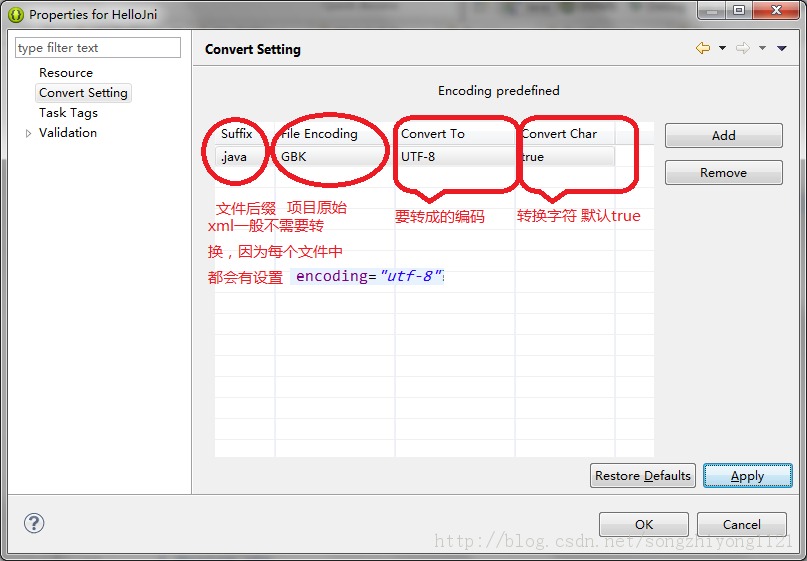 Properties for HelloJni
type filter text
Resource
Convert Setting
Task Tags
Validation
Convert Setting
Encoding predefined
Suffix File Encoding Convert To Convert Char
.java GBK UTF-8 true
Add
Remove
文件后缀 项目原始
要转成的编码
转换字符 默认true
xml一般不需要转
换，因为每个文件中
都会有设置 encoding="utf-8"
Restore Defaults Apply
OK Cancel
http://blog.csdn.net/songzhiyong1121